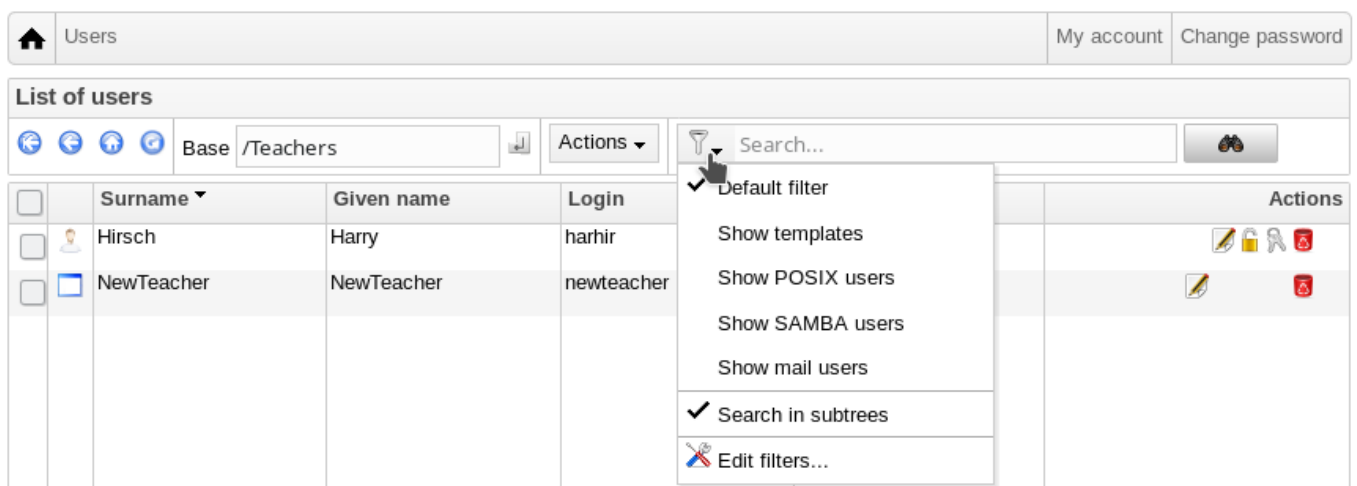 Users My account Change password
List of users
Base /Teachers Actions Search...
Default filter
Surname Given name Login Actions
Hirsch Harry harhir
Show templates
Show POSIX users
NewTeacher NewTeacher newteacher
Show SAMBA users
Show mail users
Search in subtrees
Edit filters...